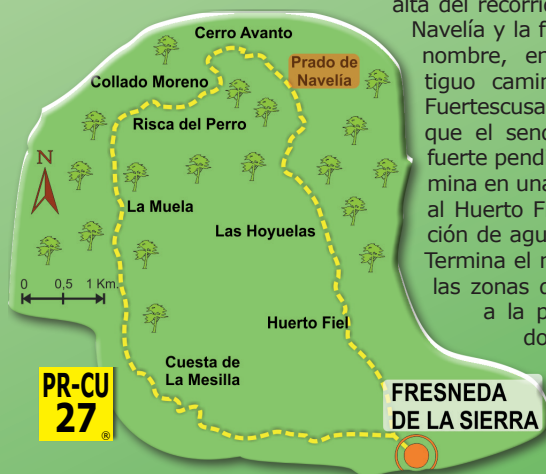 alta del recorri
Navelía y la f
nombre, en
tiguo camin
Fuertescusa
que el send
fuerte pend
mina en una
al Huerto F
ción de agu
Termina el r
las zonas d
a la p
do
Cerro Avanto
Prado de
Navelía
Collado Moreno
Risca del Perro
N
La Muela
Las Hoyuelas
0 0,5 1 Km.
Huerto Fiel
Cuesta de
La Mesilla
PR-CU
27
®
FRESNEDA
DE LA SIERRA